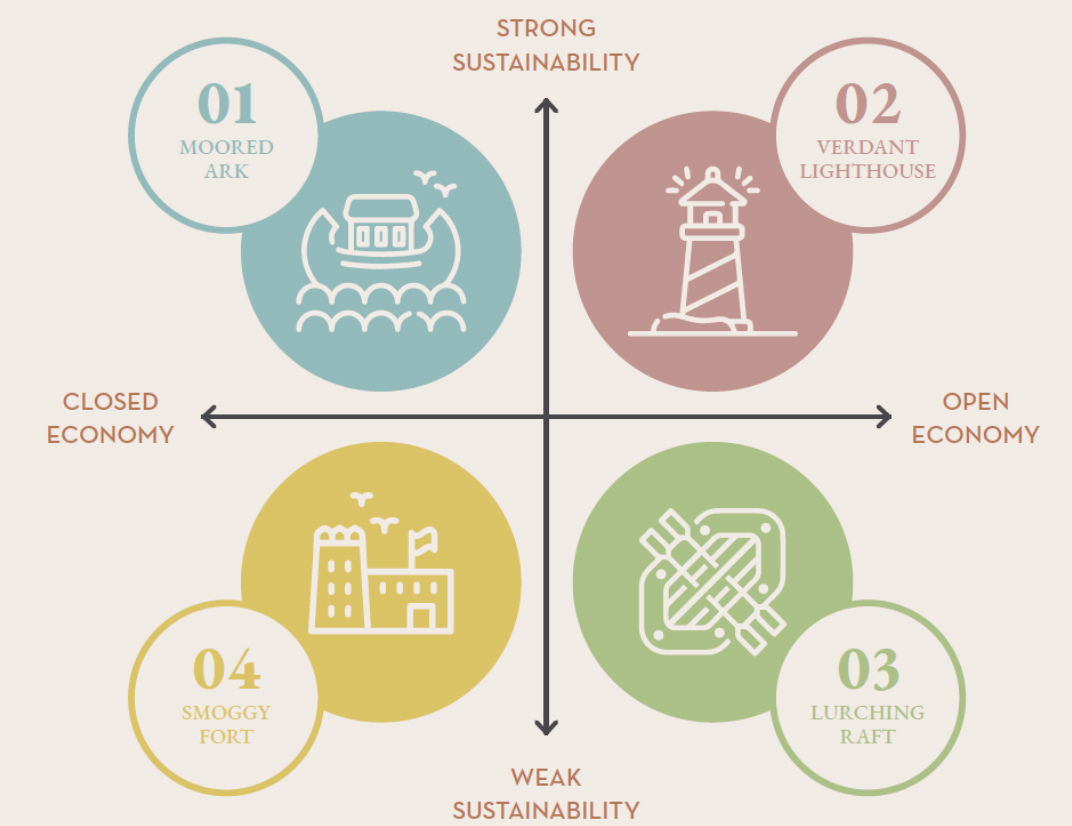 STRONG
SUSTAINABILITY
01
MOORED
ARK
02
VERDANT
LIGHTHOUSE
CLOSED
ECONOMY
OPEN
ECONOMY
04
SMOGGY
FORT
03
LURCHING
RAFT
WEAK
SUSTAINABILITY